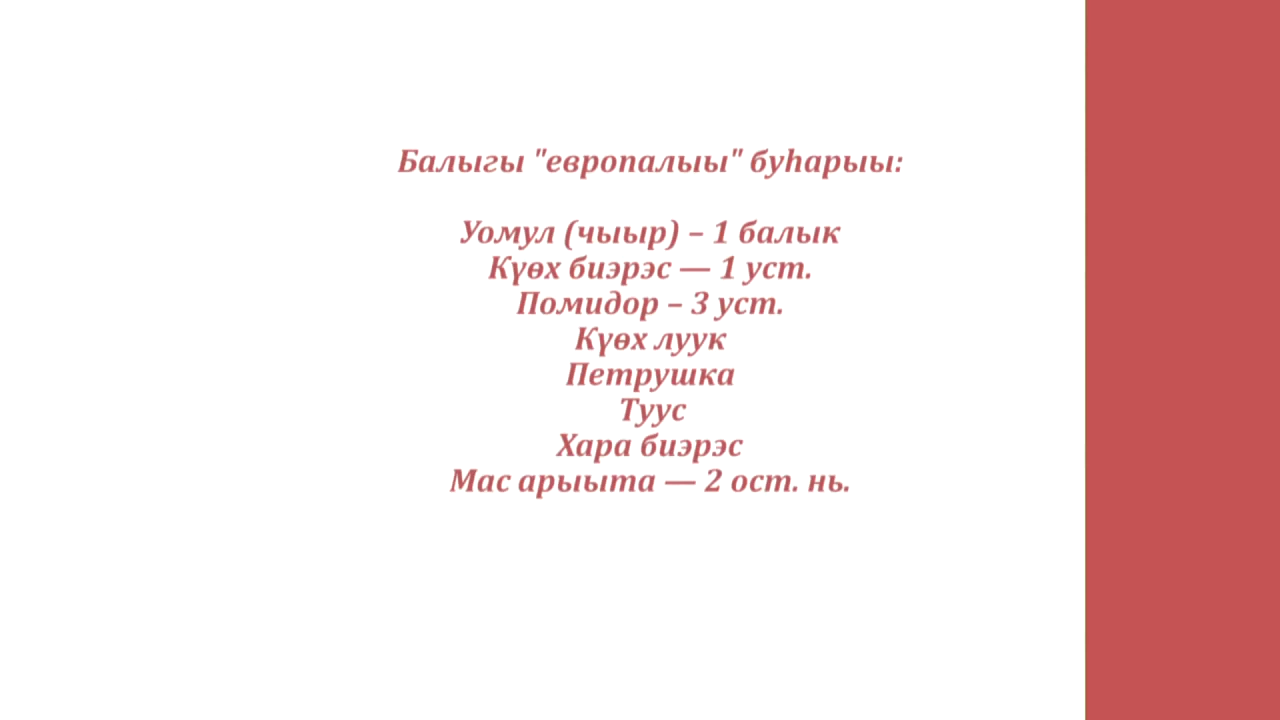 Балыгы "европалыы" буһарыы:
Уомул (чыыр) – 1 балык
Күөх биэрэс — 1 уст.
Помидор – 3 уст.
Күөх луук
Петрушка
Туус
Хара биэрэс
Мас арыыта — 2 ост. нь.